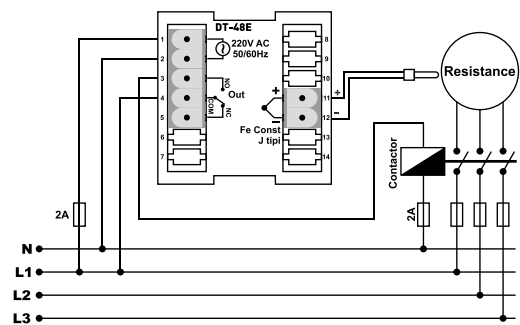 DT-48E
1
2
3
4
5
6
7
220V AC
50/60Hz
NO
Out
COM
NC
+
–
Fe Const
J tipi
8
9
10
11
12
13
14
+
-
Resistance
Contactor
2A
2A
N
L1
L2
L3